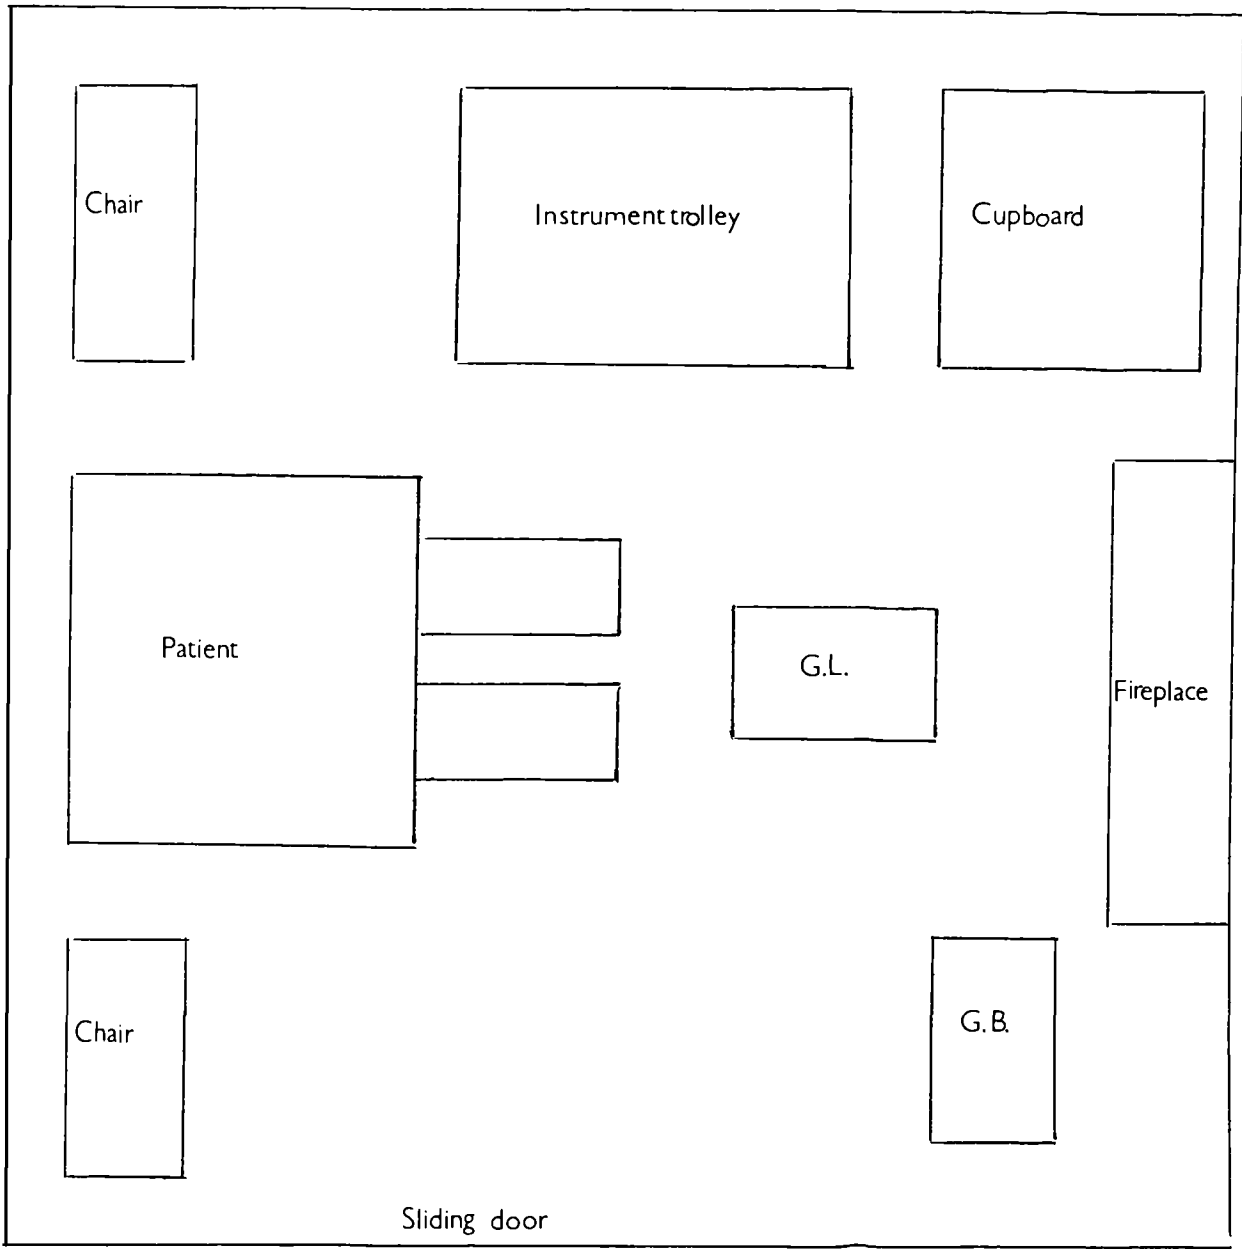 Chair
Instrument trolley
Cupboard
Patient
G.L.
Fireplace
Chair
G.B.
Sliding door